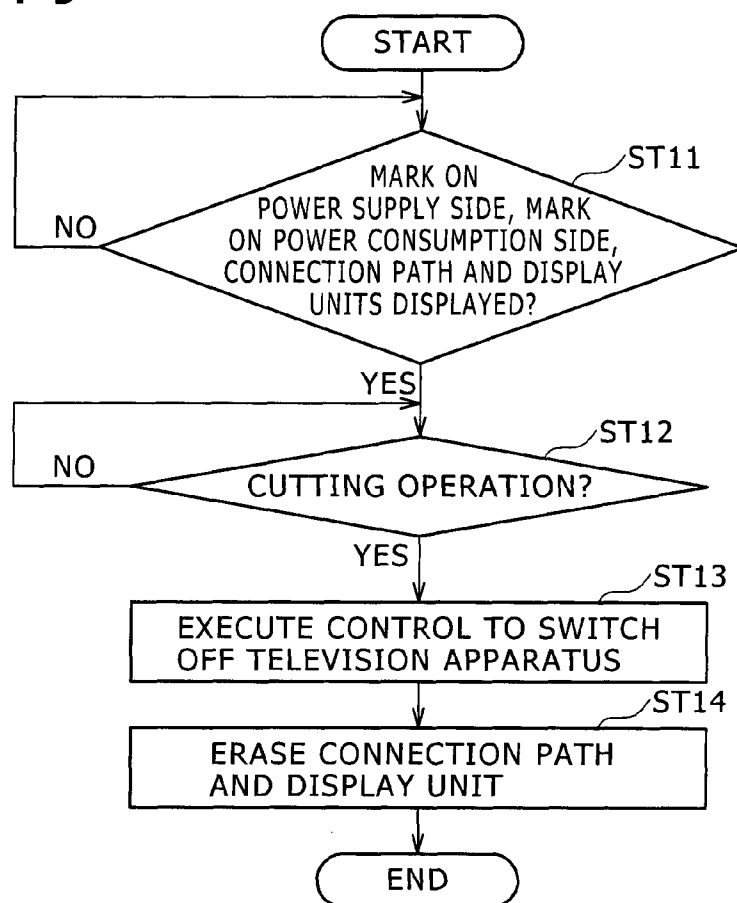 START
ST11
MARK ON
POWER SUPPLY SIDE, MARK
ON POWER CONSUMPTION SIDE,
CONNECTION PATH AND DISPLAY
UNITS DISPLAYED?
NO
YES
ST12
CUTTING OPERATION?
NO
YES
ST13
EXECUTE CONTROL TO SWITCH
OFF TELEVISION APPARATUS
ST14
ERASE CONNECTION PATH
AND DISPLAY UNIT
END